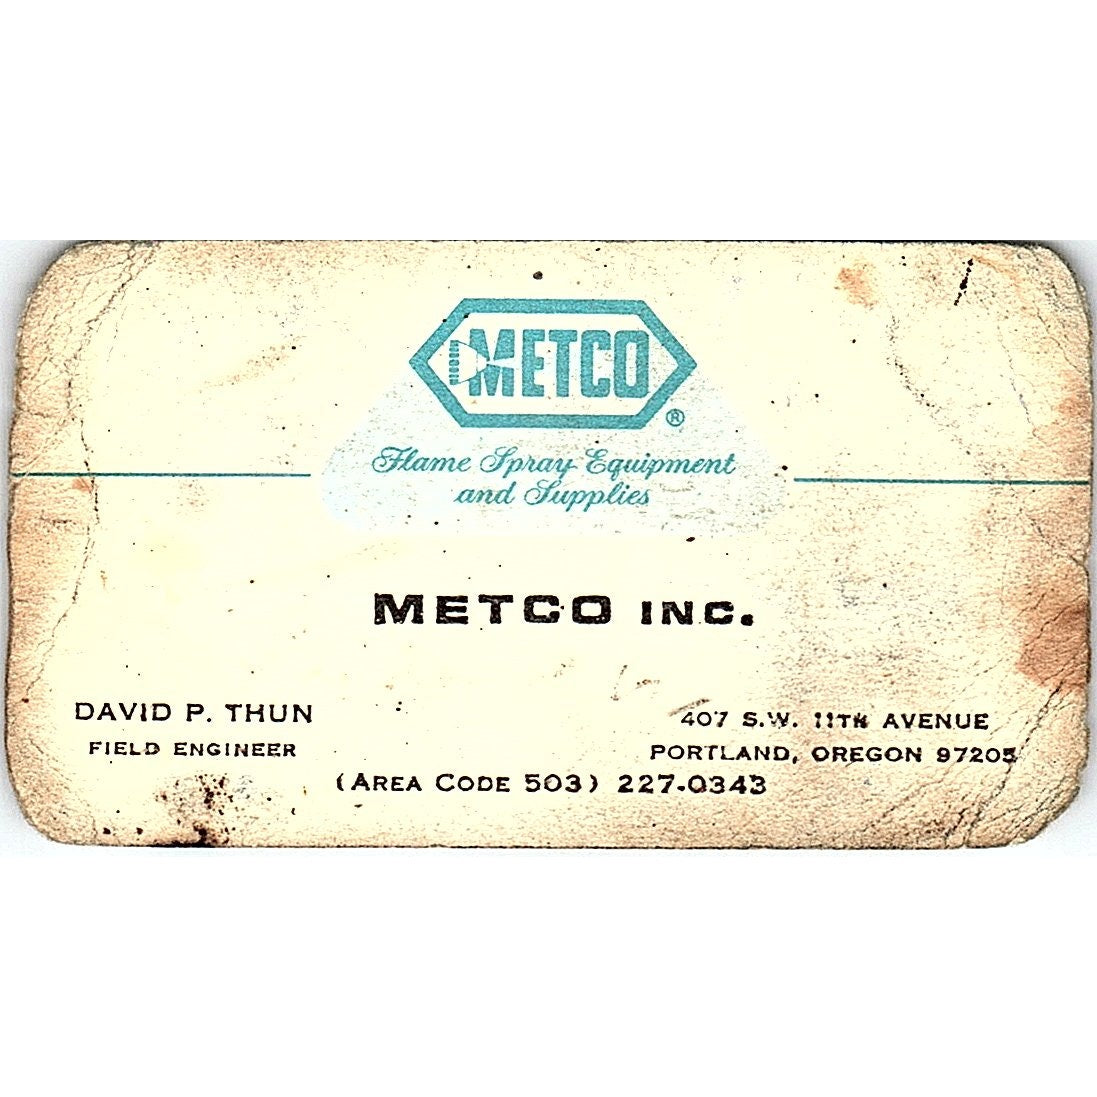 METCO
®
Flame Spray Equipment
and Supplies
METCO INC.
DAVID P. THUN
FIELD ENGINEER
407 S.W. 11TH AVENUE
PORTLAND, OREGON 97205
(AREA CODE 503) 227-0343